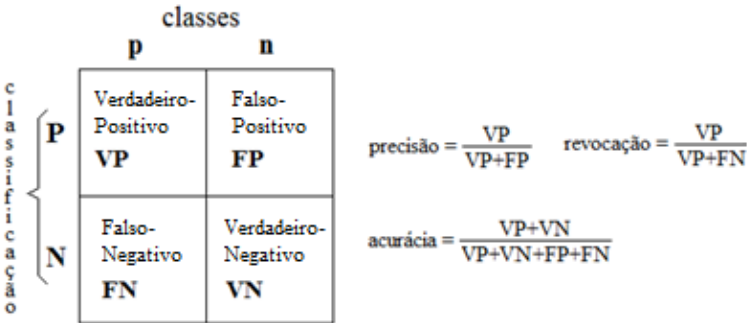 classes
p n
classificação
P
Verdadeiro-
Positivo
VP
Falso-
Positivo
FP
N
Falso-
Negativo
FN
Verdadeiro-
Negativo
VN
precisão = VP
VP+FP
revocação = VP
VP+FN
acurácia = VP+VN
VP+VN+FP+FN